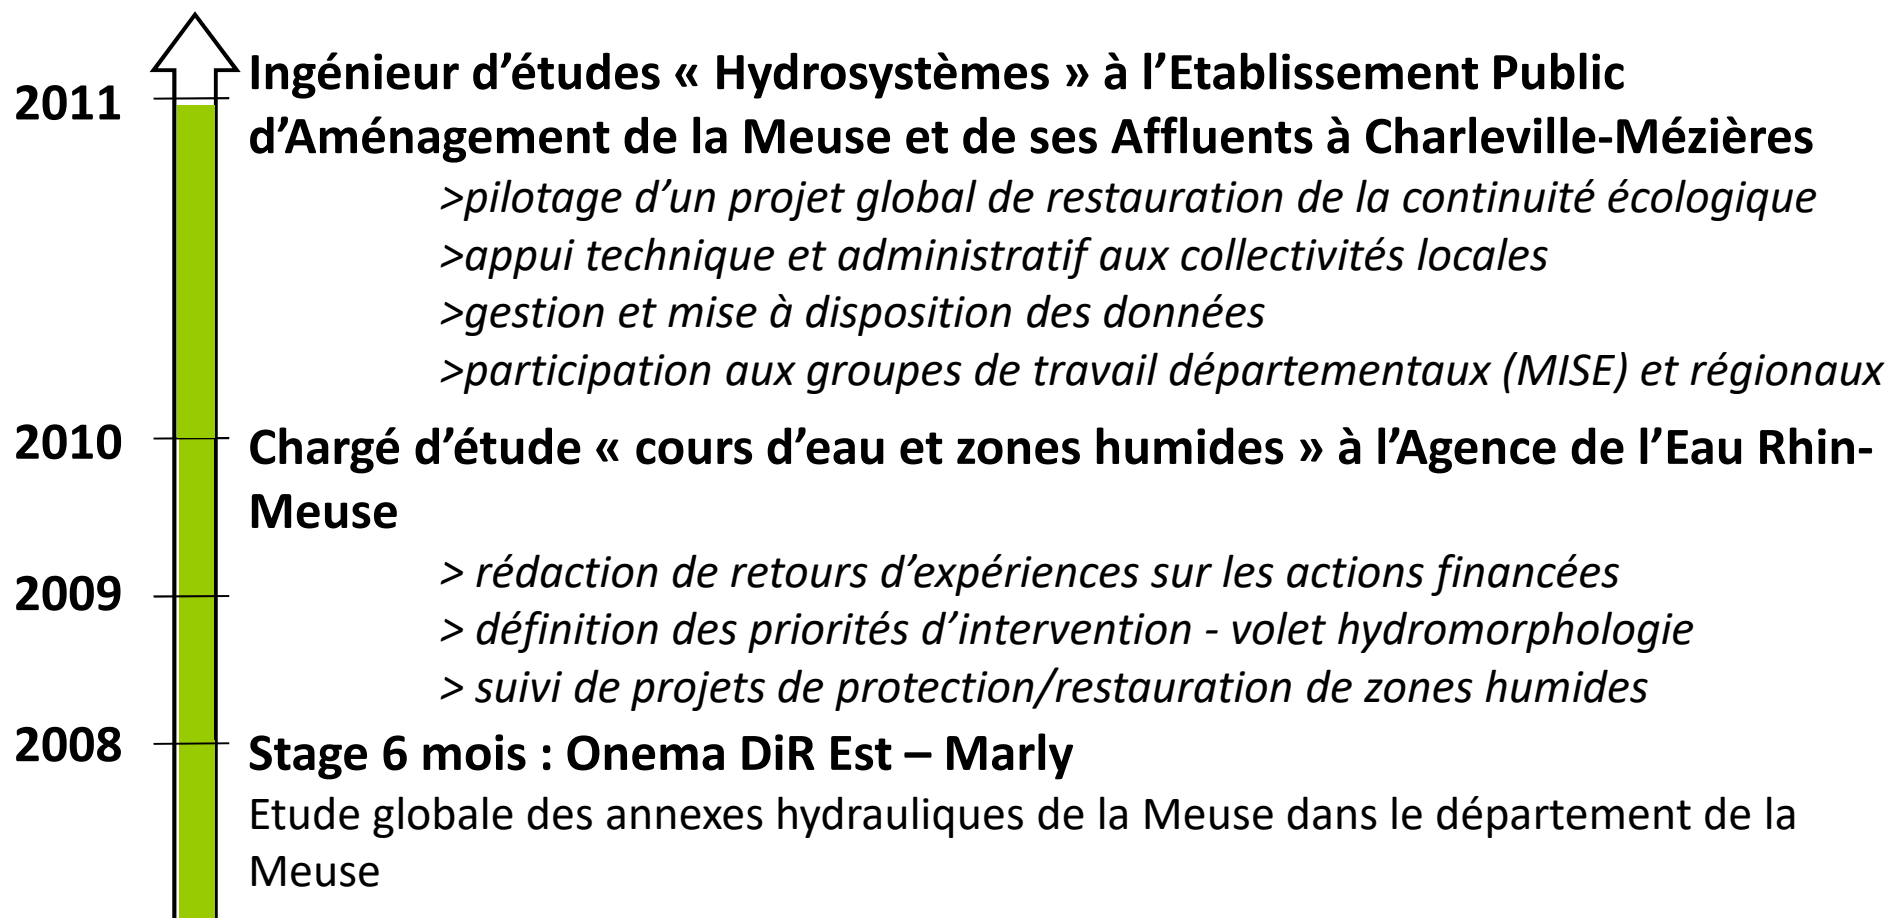 2011
Ingénieur d’études « Hydrosystèmes » à l’Etablissement Public
d’Aménagement de la Meuse et de ses Affluents à Charleville-Mézières
>pilotage d’un projet global de restauration de la continuité écologique
>appui technique et administratif aux collectivités locales
>gestion et mise à disposition des données
>participation aux groupes de travail départementaux (MISE) et régionaux
2010
Chargé d’étude « cours d’eau et zones humides » à l’Agence de l’Eau Rhin-
Meuse
> rédaction de retours d’expériences sur les actions financées
2009
> définition des priorités d’intervention - volet hydromorphologie
> suivi de projets de protection/restauration de zones humides
2008
Stage 6 mois : Onema DiR Est – Marly
Etude globale des annexes hydrauliques de la Meuse dans le département de la
Meuse